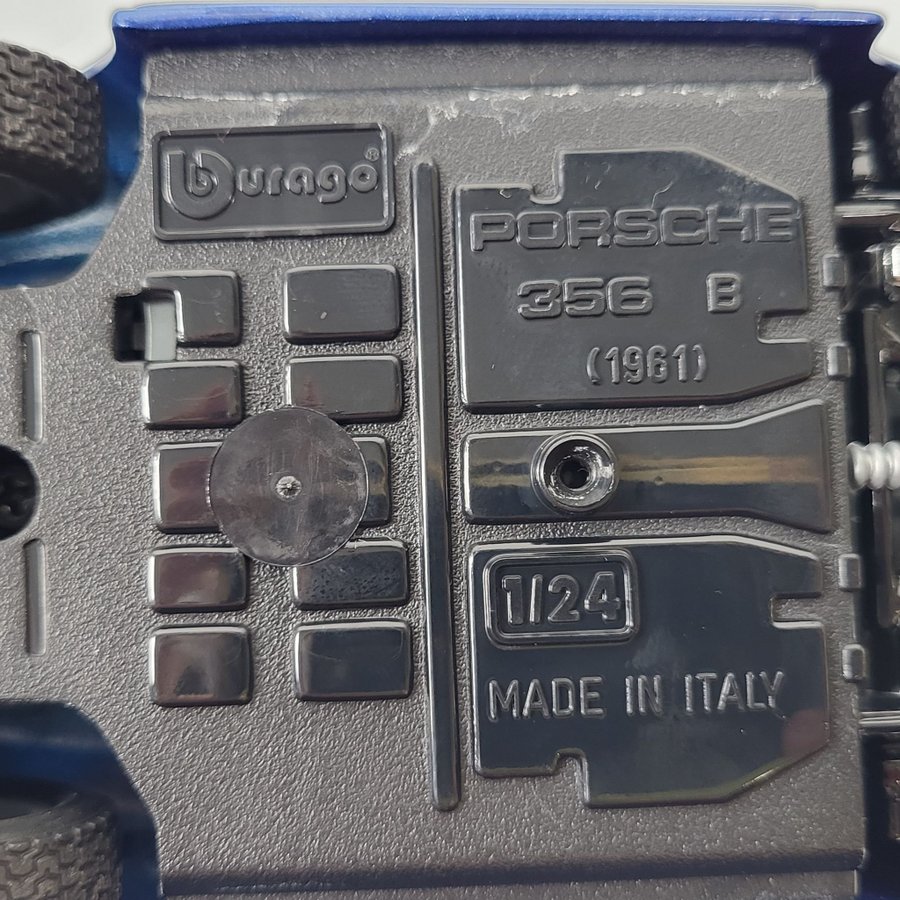 burago®
PORSCHE
356 B
(1961)
1/24
MADE IN ITALY